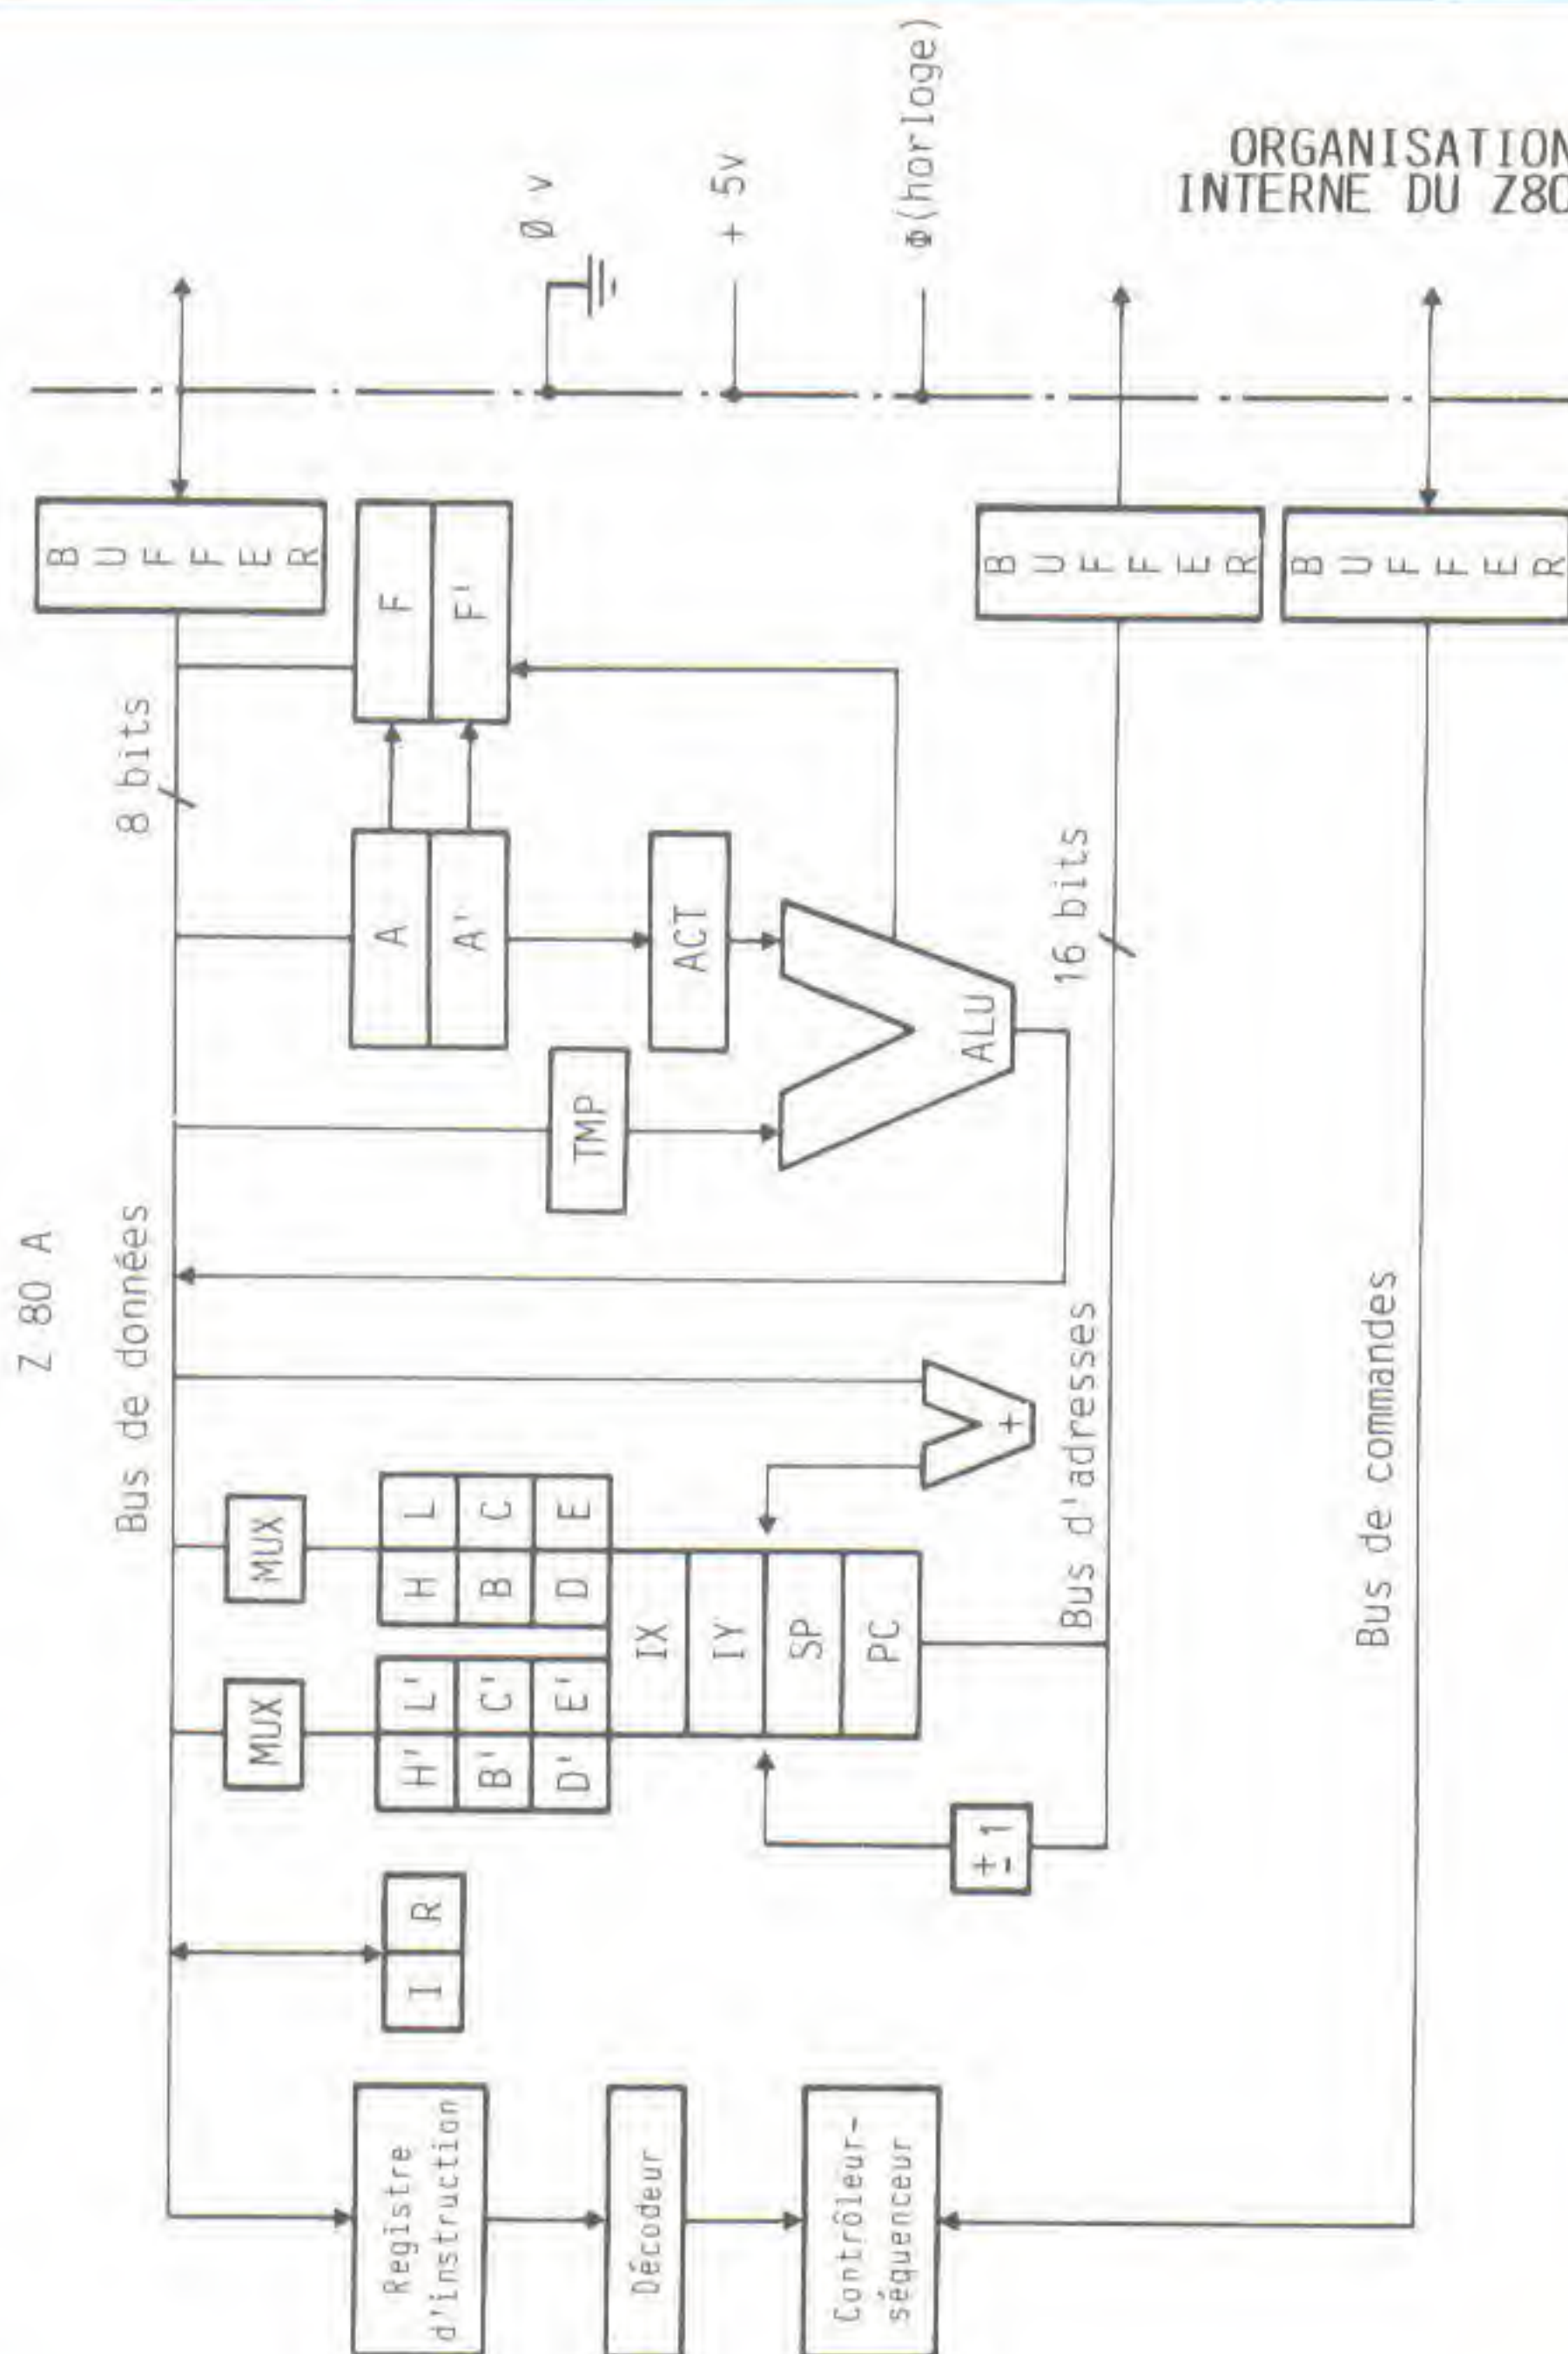 ORGANISATION
INTERNE DU Z80
Z 80 A
Bus de données
8 bits
BUFFER
MUX
MUX
I R
H' L'
B' C'
D' E'
H L
B C
D E
IX
IY
SP
PC
± 1
+
A
A'
F
F'
TMP
ACT
ALU
Ø v
+ 5v
Φ(horloge)
Registre
d'instruction
Décodeur
Contrôleur-
séquenceur
Bus d'adresses
16 bits
BUFFER
Bus de commandes
BUFFER